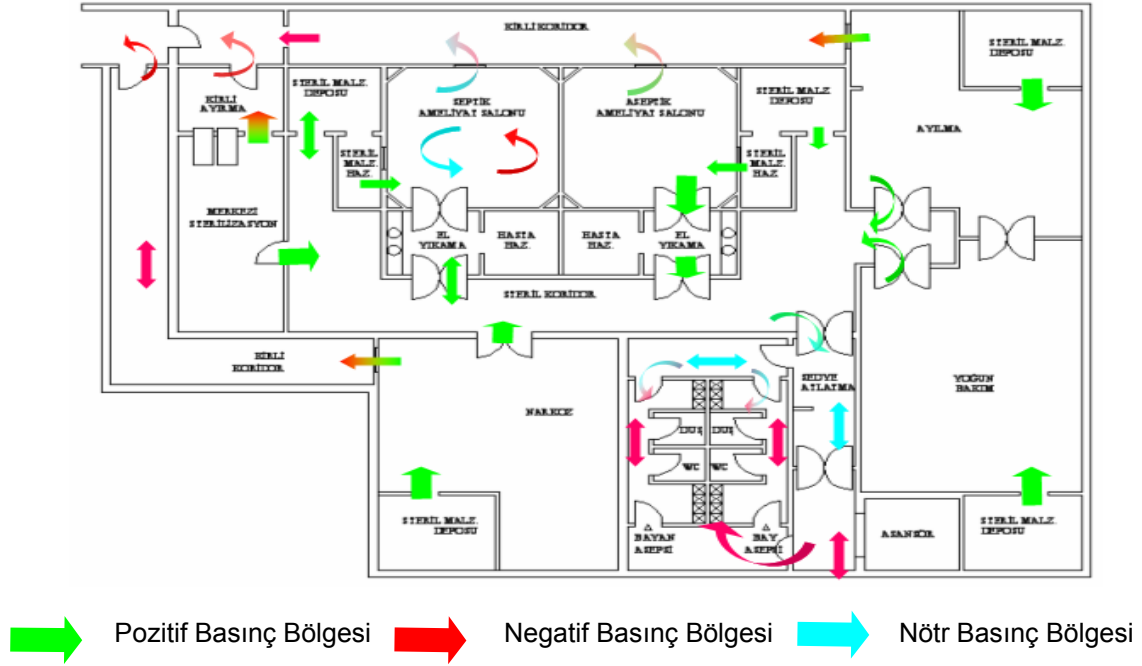 KİRLİ KORİDOR
STERİL MALZ.
DEPOSU
KİRLİ
AYIRMA
STERİL MALZ.
DEPOSU
SEPTİK
AMELİYAT SALONU
ASEPTİK
AMELİYAT SALONU
STERİL MALZ.
DEPOSU
AYILMA
STERİL
MALZ.
HAZ.
STERİL
MALZ.
HAZ.
MERKEZİ
STERİLİZASYON
EL
YIKAMA
HASTA
HAZ.
HASTA
HAZ.
EL
YIKAMA
STERİL KORİDOR
KİRLİ
KORİDOR
SEDYE
ATLATMA
YOĞUN
BAKIM
NARKOZ
DUŞ
DUŞ
WC
WC
STERİL MALZ.
DEPOSU
BAYAN
ASEPSİ
BAY
ASEPSİ
ASANSÖR
STERİL MALZ.
DEPOSU
Pozitif Basınç Bölgesi
Negatif Basınç Bölgesi
Nötr Basınç Bölgesi